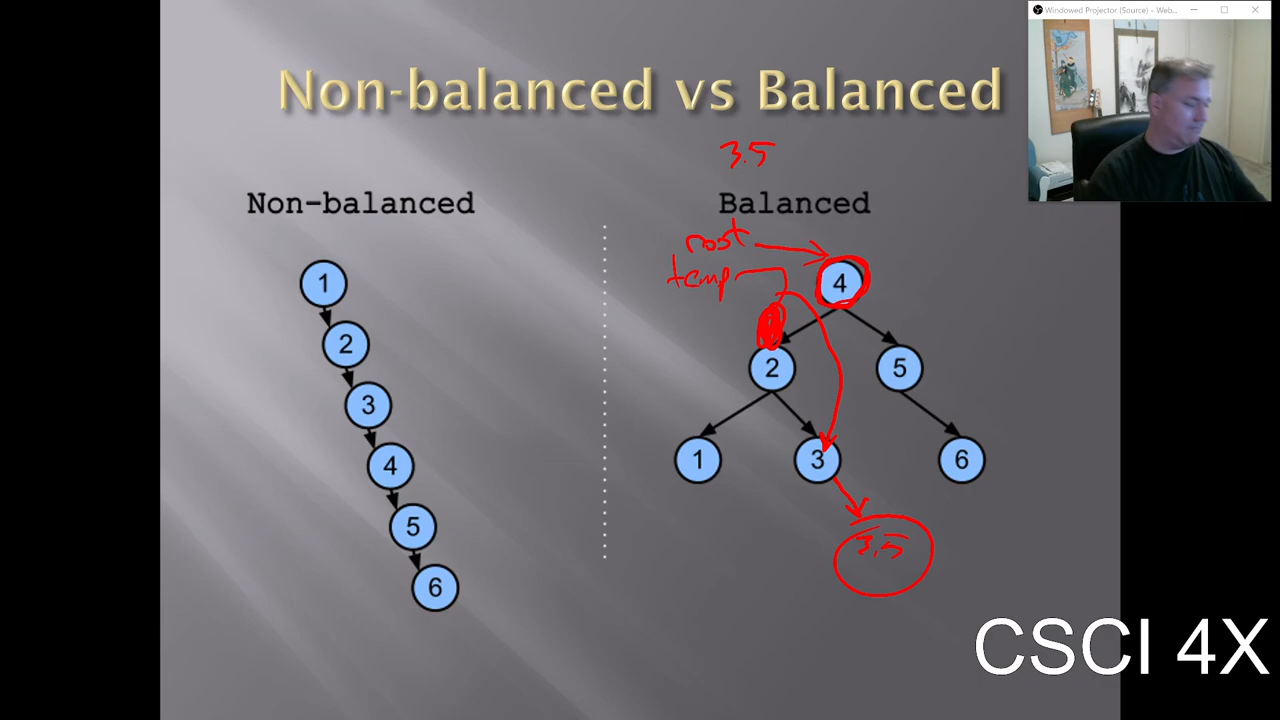 Windowed Projector (Source) - Web...
Non-balanced vs Balanced
3.5
Non-balanced
Balanced
root
temp
1
2
3
4
5
6
4
2
5
1
3
6
3.5
CSCI 4X